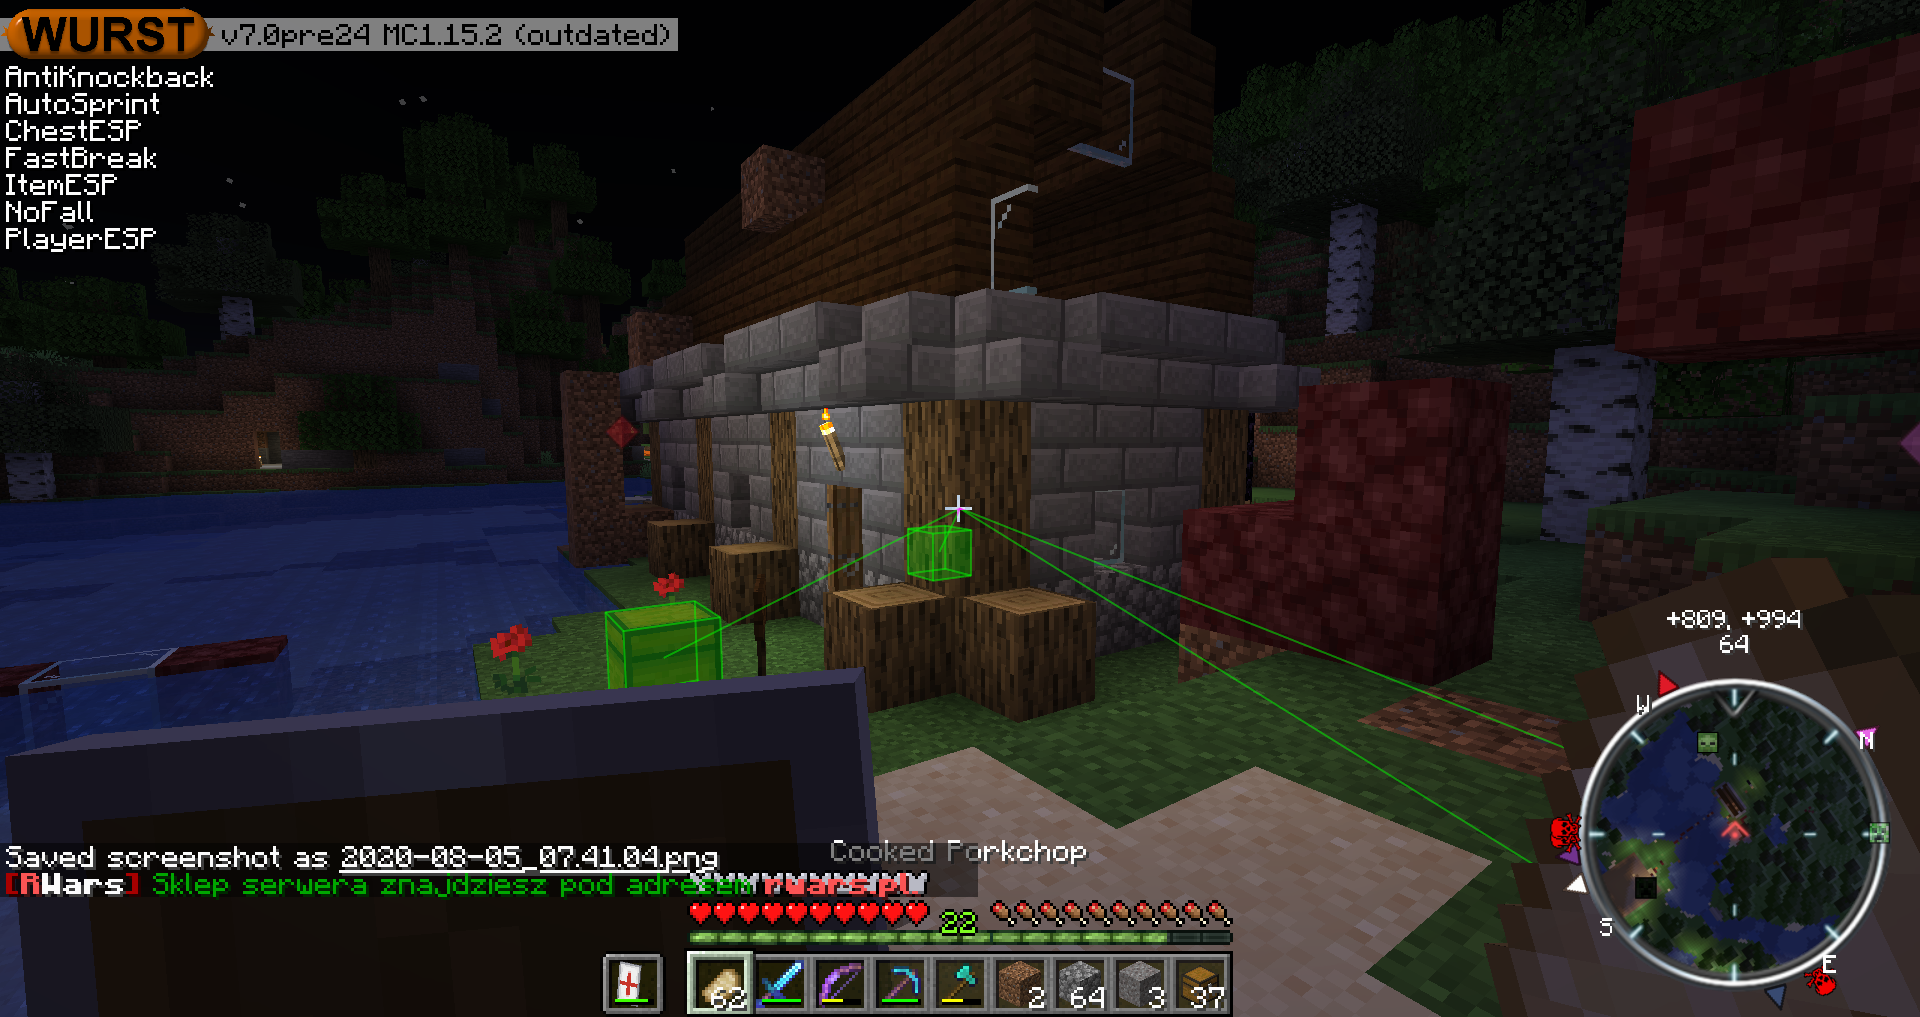 WURST v7.0pre24 MC1.15.2 (outdated)
AntiKnockback
AutoSprint
ChestESP
FastBreak
ItemESP
NoFall
PlayerESP
+809, +994
64
W
N
S
E
Saved screenshot as 2020-08-05_07.41.04.png
Cooked Porkchop
[RWars] Sklep serwera znajdziesz pod adresem rwars.pl
22
62
2
64
3
37